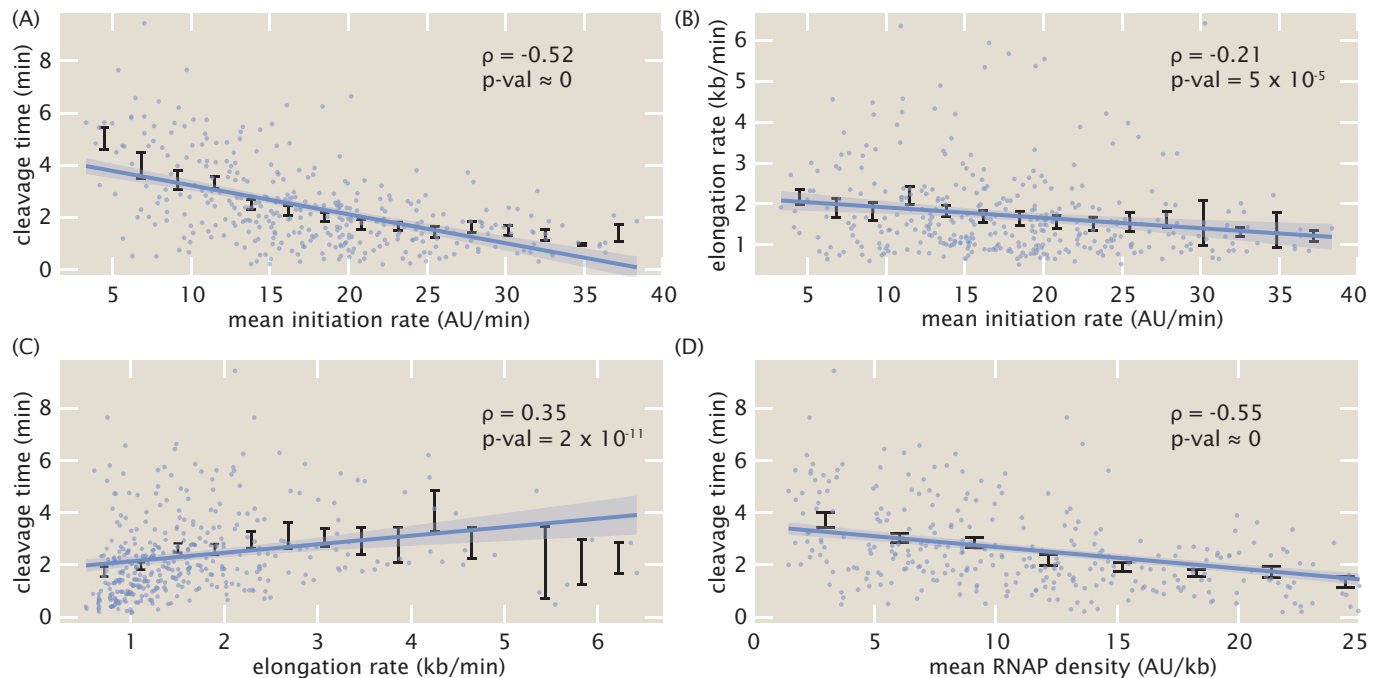 (A)
cleavage time (min)
8
6
4
2
0
ρ = -0.52
p-val ≈ 0
5 10 15 20 25 30 35 40
mean initiation rate (AU/min)
(B)
elongation rate (kb/min)
6
5
4
3
2
1
ρ = -0.21
p-val = 5 x 10⁻⁵
5 10 15 20 25 30 35 40
mean initiation rate (AU/min)
(C)
cleavage time (min)
8
6
4
2
0
ρ = 0.35
p-val = 2 x 10⁻¹¹
1 2 3 4 5 6
elongation rate (kb/min)
(D)
cleavage time (min)
8
6
4
2
0
ρ = -0.55
p-val ≈ 0
0 5 10 15 20 25
mean RNAP density (AU/kb)